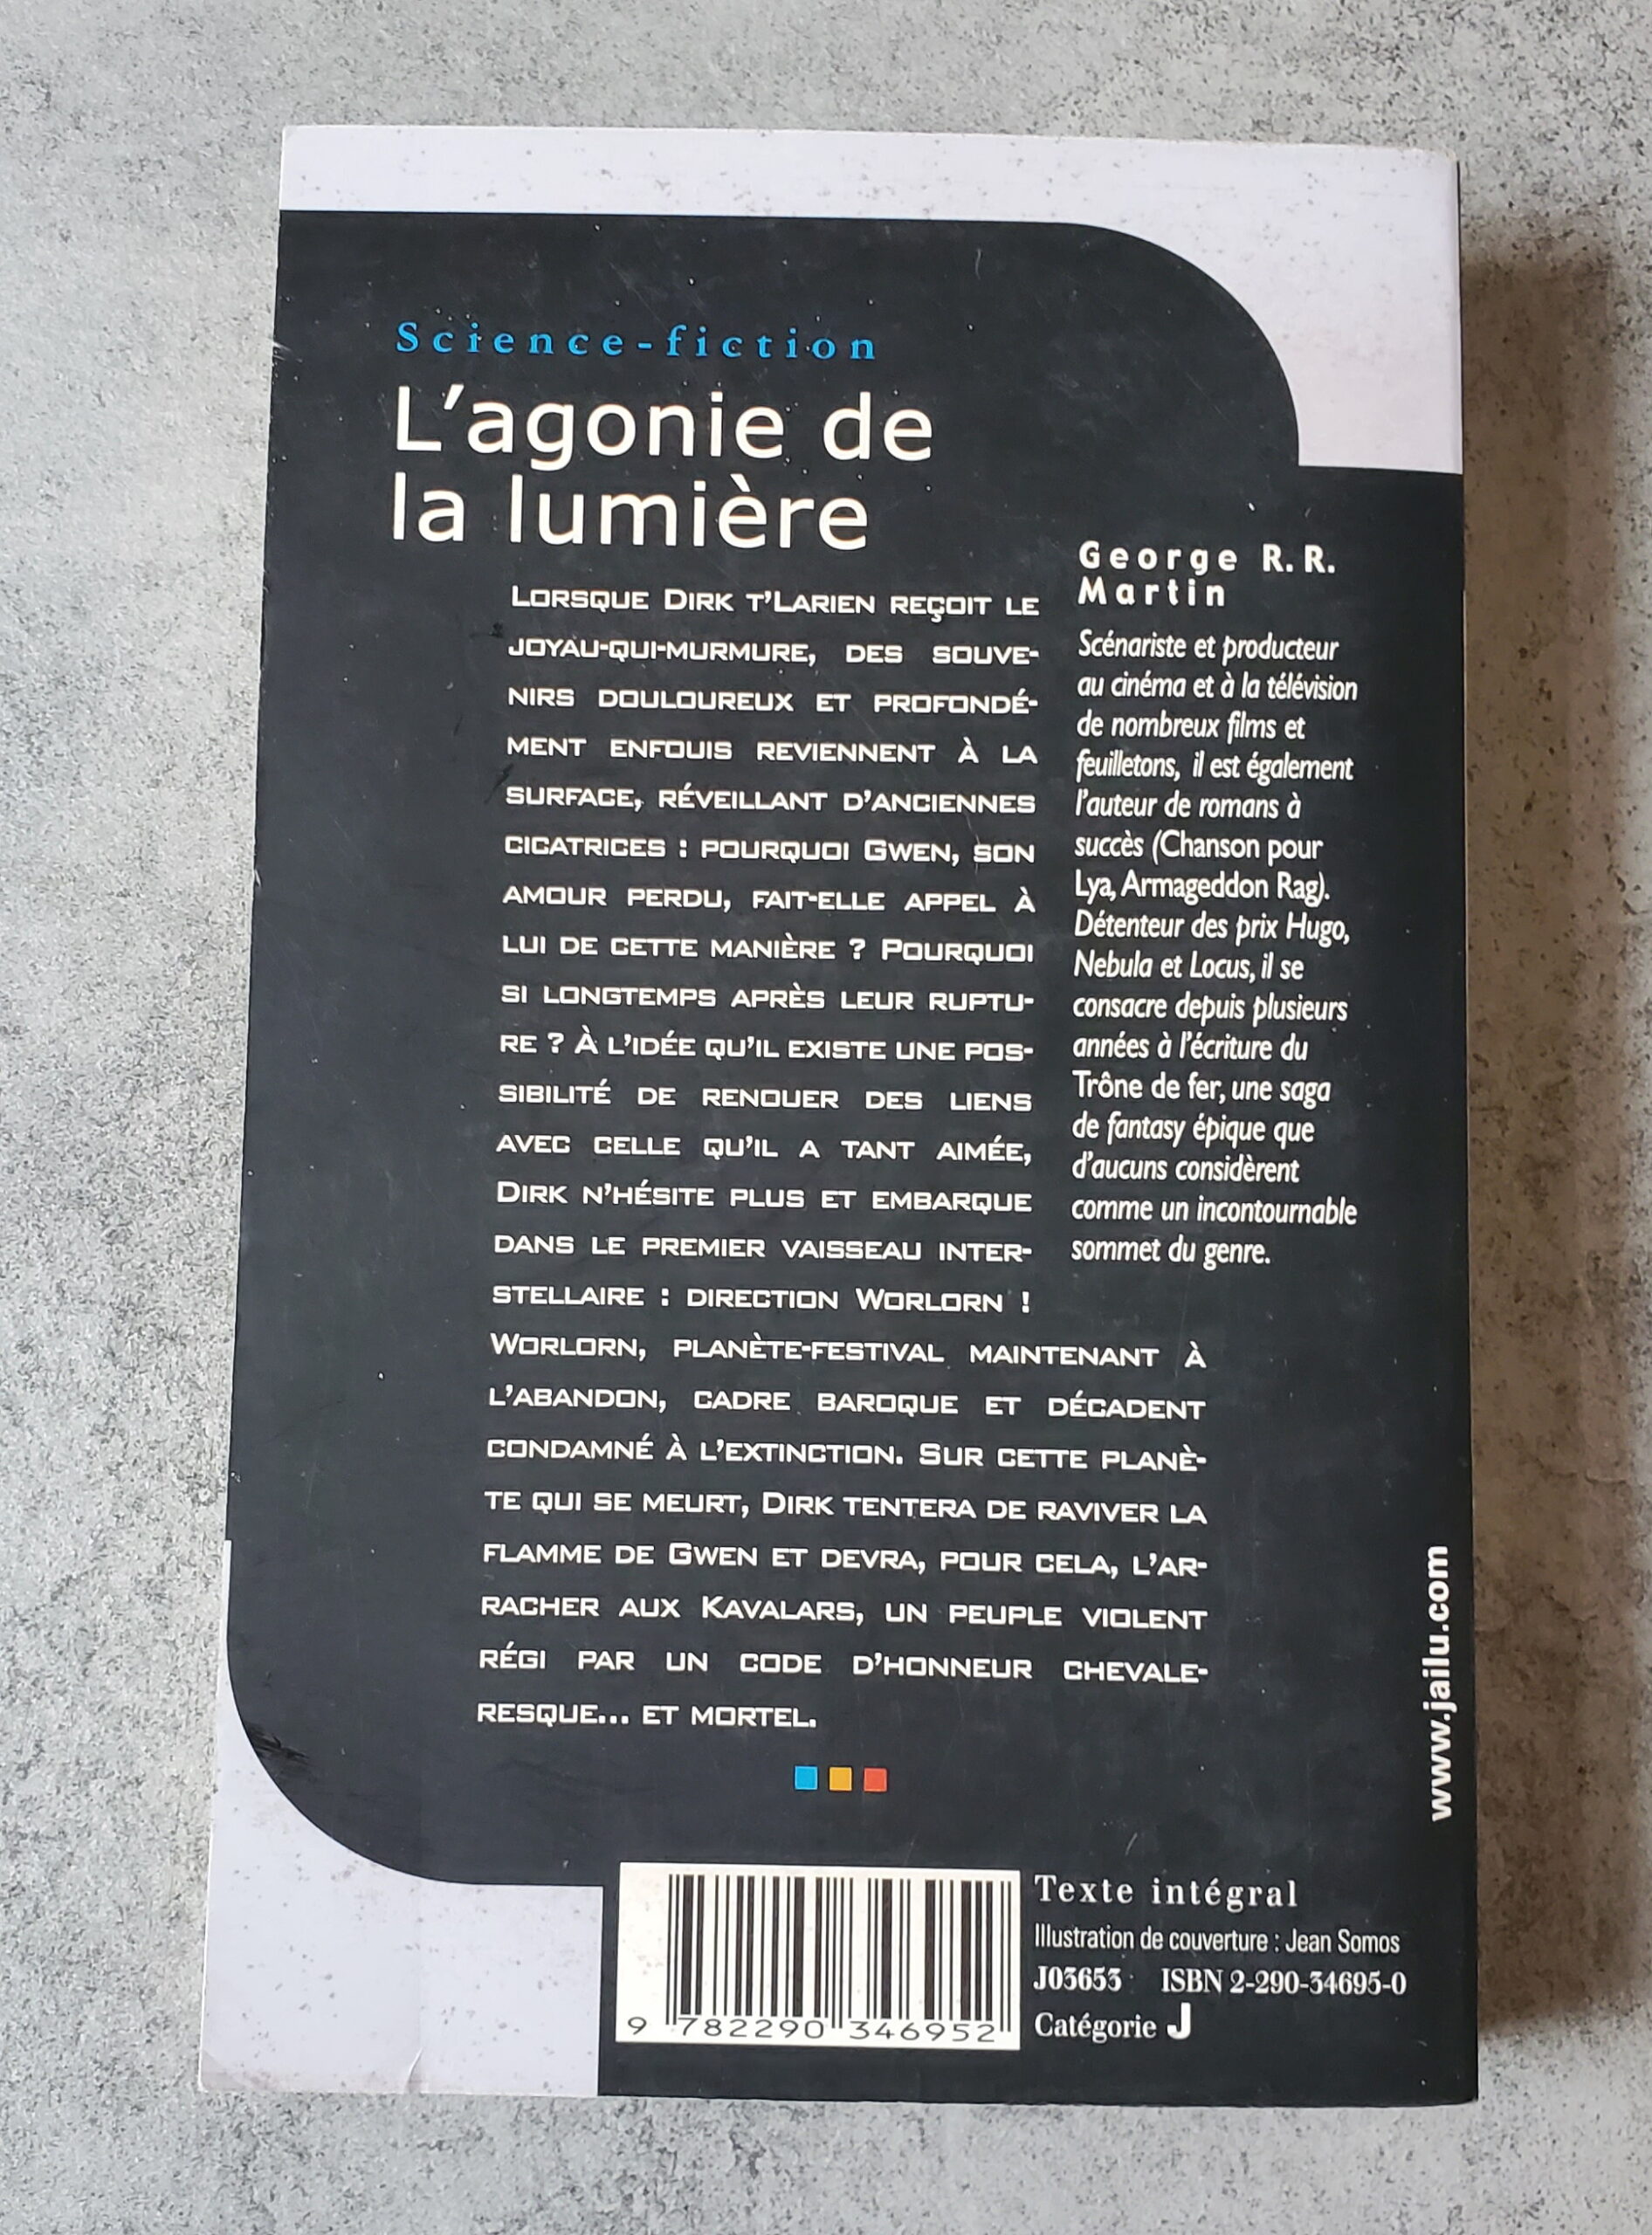 Science-fiction
L'agonie de
la lumière
Lorsque Dirk t'Larien reçoit le
joyau-qui-murmure, des souve-
nirs douloureux et profondé-
ment enfouis reviennent à la
surface, réveillant d'anciennes
cicatrices : pourquoi Gwen, son
amour perdu, fait-elle appel à
lui de cette manière ? Pourquoi
si longtemps après leur ruptu-
re ? À l'idée qu'il existe une pos-
sibilité de renouer des liens
avec celle qu'il a tant aimée,
Dirk n'hésite plus et embarque
dans le premier vaisseau inter-
stellaire : direction Worlorn !
Worlorn, planète-festival maintenant à
l'abandon, cadre baroque et décadent
condamné à l'extinction. Sur cette planè-
te qui se meurt, Dirk tentera de raviver la
flamme de Gwen et devra, pour cela, l'ar-
racher aux Kavalars, un peuple violent
régi par un code d'honneur chevale-
resque... et mortel.
George R.R.
Martin
Scénariste et producteur
au cinéma et à la télévision
de nombreux films et
feuilletons, il est également
l'auteur de romans à
succès (Chanson pour
Lya, Armageddon Rag).
Détenteur des prix Hugo,
Nebula et Locus, il se
consacre depuis plusieurs
années à l'écriture du
Trône de fer, une saga
de fantasy épique que
d'aucuns considèrent
comme un incontournable
sommet du genre.
www.jailu.com
9 782290 346952
Texte intégral
Illustration de couverture : Jean Somos
J03653 ISBN 2-290-34695-0
Catégorie J